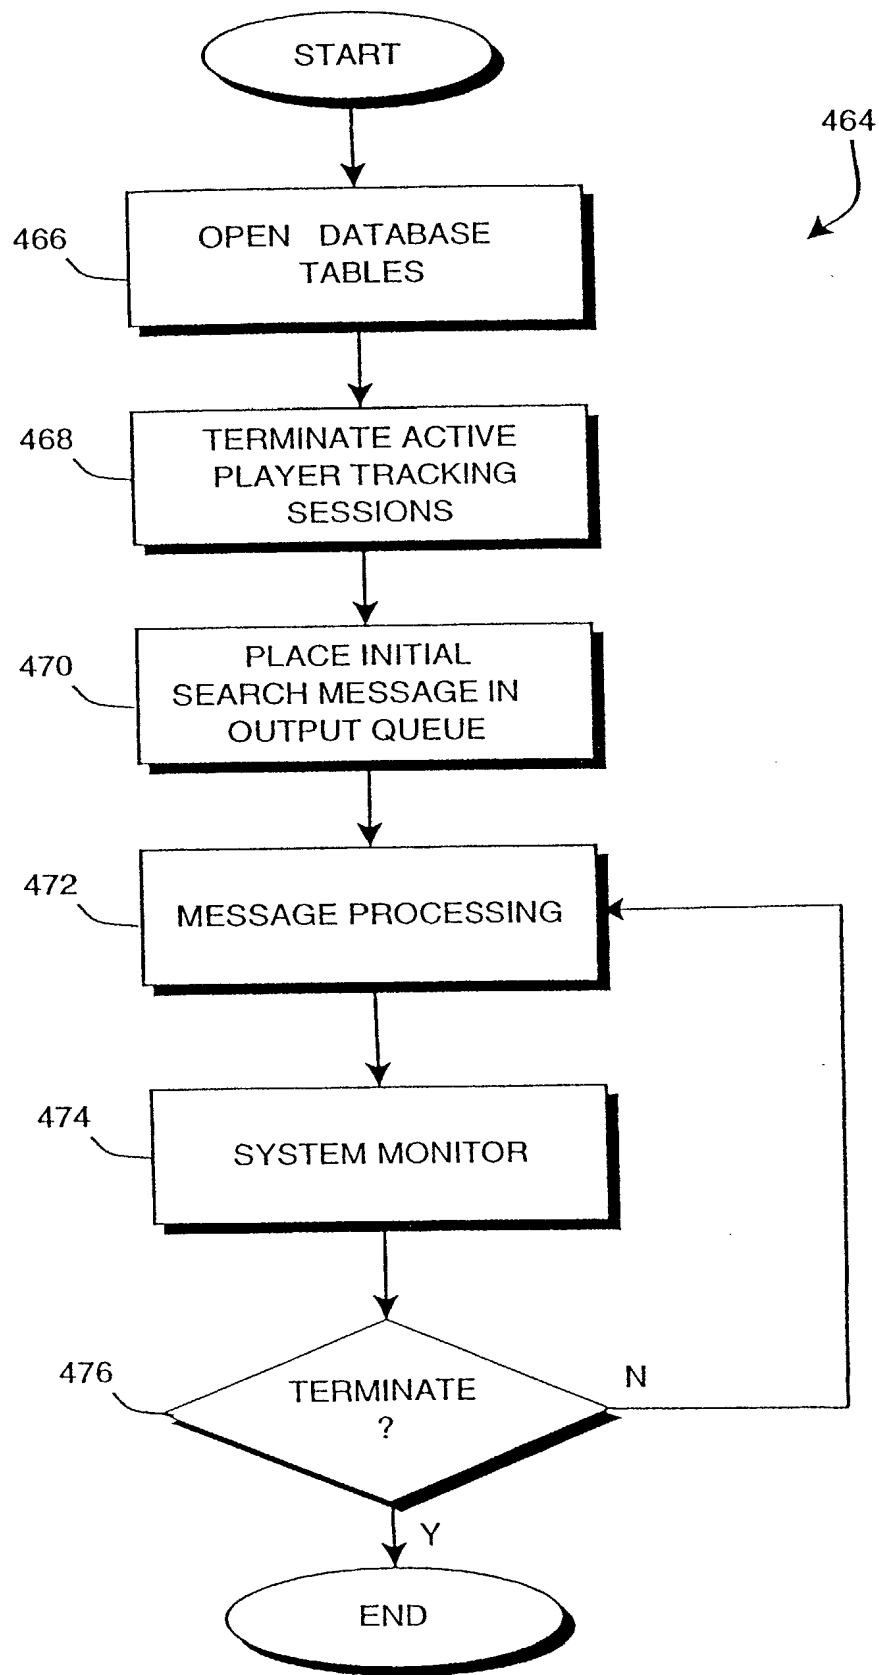 START
464
466
OPEN DATABASE
TABLES
468
TERMINATE ACTIVE
PLAYER TRACKING
SESSIONS
470
PLACE INITIAL
SEARCH MESSAGE IN
OUTPUT QUEUE
472
MESSAGE PROCESSING
474
SYSTEM MONITOR
476
TERMINATE
?
N
Y
END